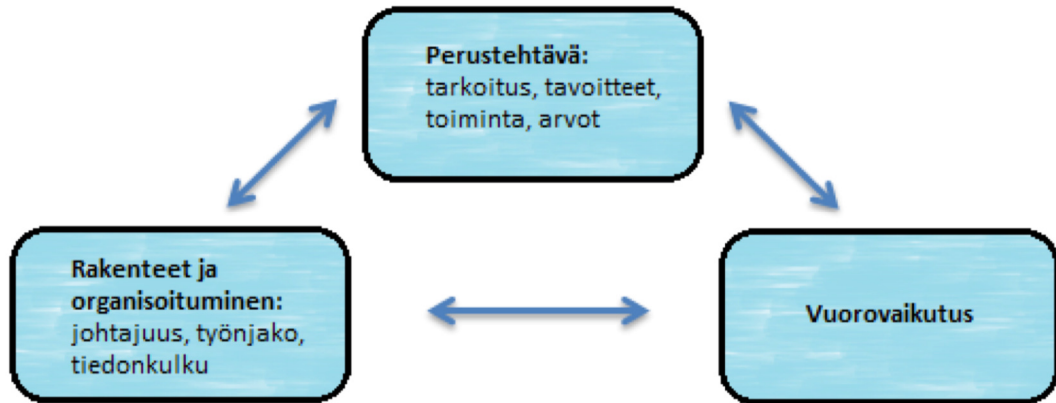 Perustehtävä:
tarkoitus, tavoitteet,
toiminta, arvot
Rakenteet ja
organisoituminen:
johtajuus, työnjako,
tiedonkulku
Vuorovaikutus